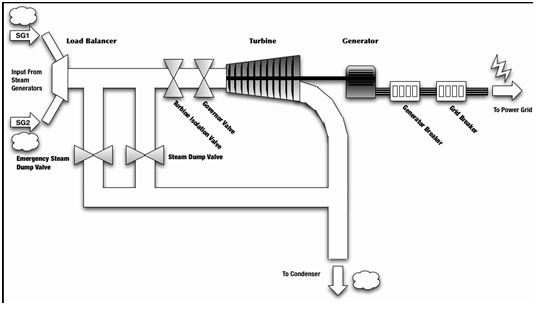 SG1
Load Balancer
Turbine
Generator
Input From
Steam
Generators
SG2
Turbine Isolation Valve
Governor Valve
Generator Breaker
Grid Breaker
To Power Grid
Emergency Steam
Dump Valve
Steam Dump Valve
To Condenser